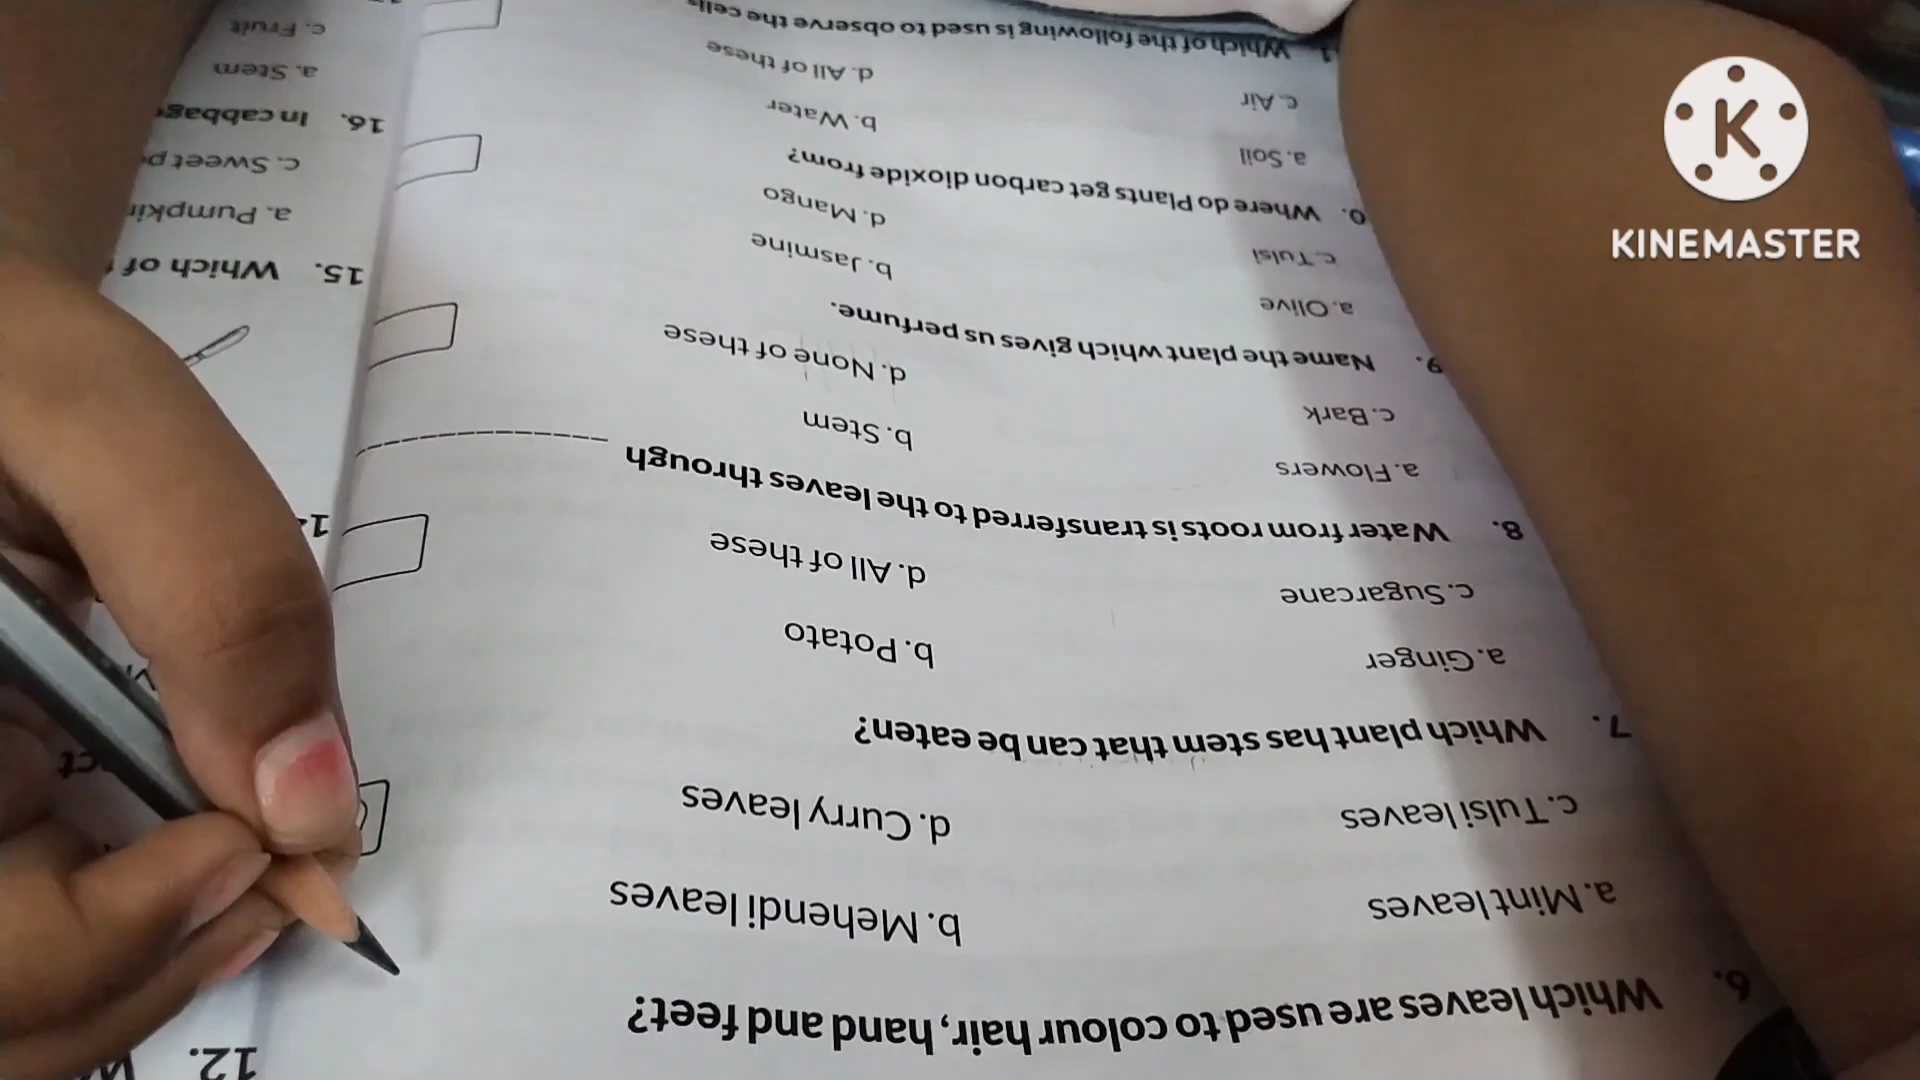 6. Which leaves are used to colour hair, hand and feet?
a. Mint leaves b. Mehendi leaves
c. Tulsi leaves d. Curry leaves
7. Which plant has stem that can be eaten?
a. Ginger b. Potato
c. Sugarcane d. All of these
8. Water from roots is transferred to the leaves through
a. Flowers b. Stem
c. Bark d. None of these
9. Name the plant which gives us perfume.
a. Olive b. Jasmine
c. Tulsi d. Mango
0. Where do Plants get carbon dioxide from?
a. Soil b. Water
c. Air d. All of these
1. Which of the following is used to observe the cells
12.
15. Which of
a. Pumpkin
c. Sweet
16. In cabbage
a. Stem
c. Fruit
K
KINEMASTER